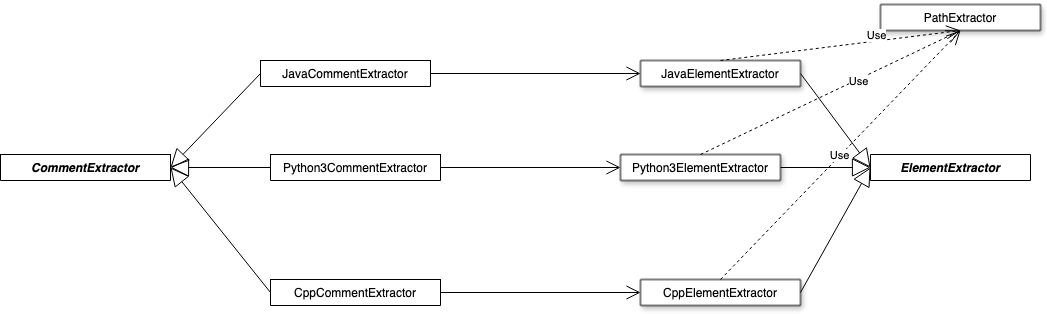 PathExtractor
Use
JavaCommentExtractor
JavaElementExtractor
Use
Use
CommentExtractor
Python3CommentExtractor
Python3ElementExtractor
ElementExtractor
CppCommentExtractor
CppElementExtractor